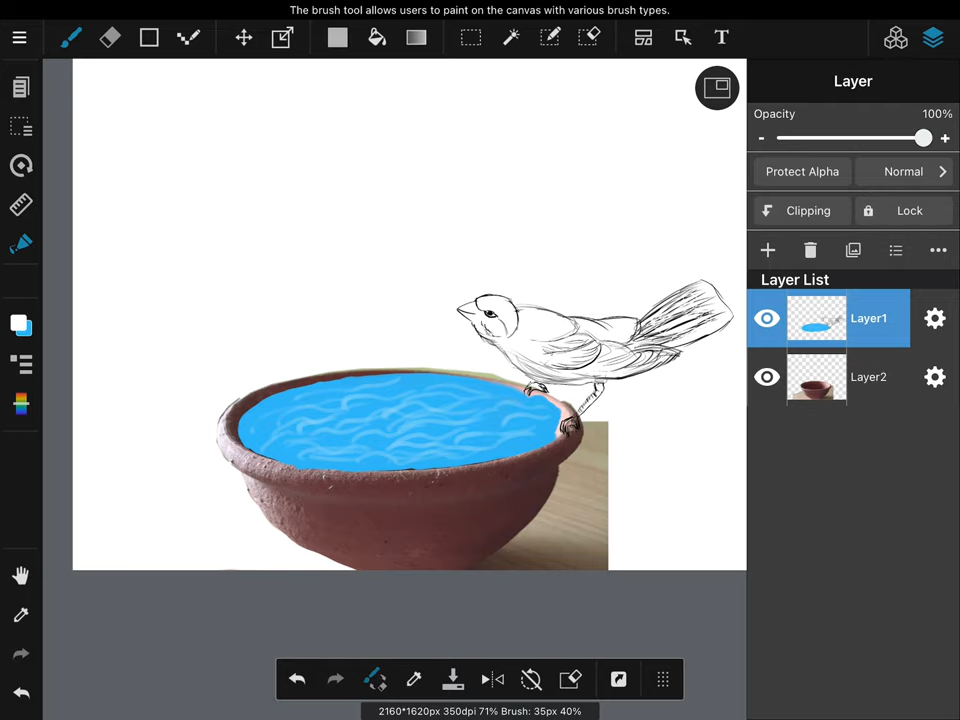 The brush tool allows users to paint on the canvas with various brush types.
T
Layer
Opacity 100%
- +
Protect Alpha Normal
Clipping Lock
Layer List
Layer1
Layer2
2160*1620px 350dpi 71% Brush: 35px 40%